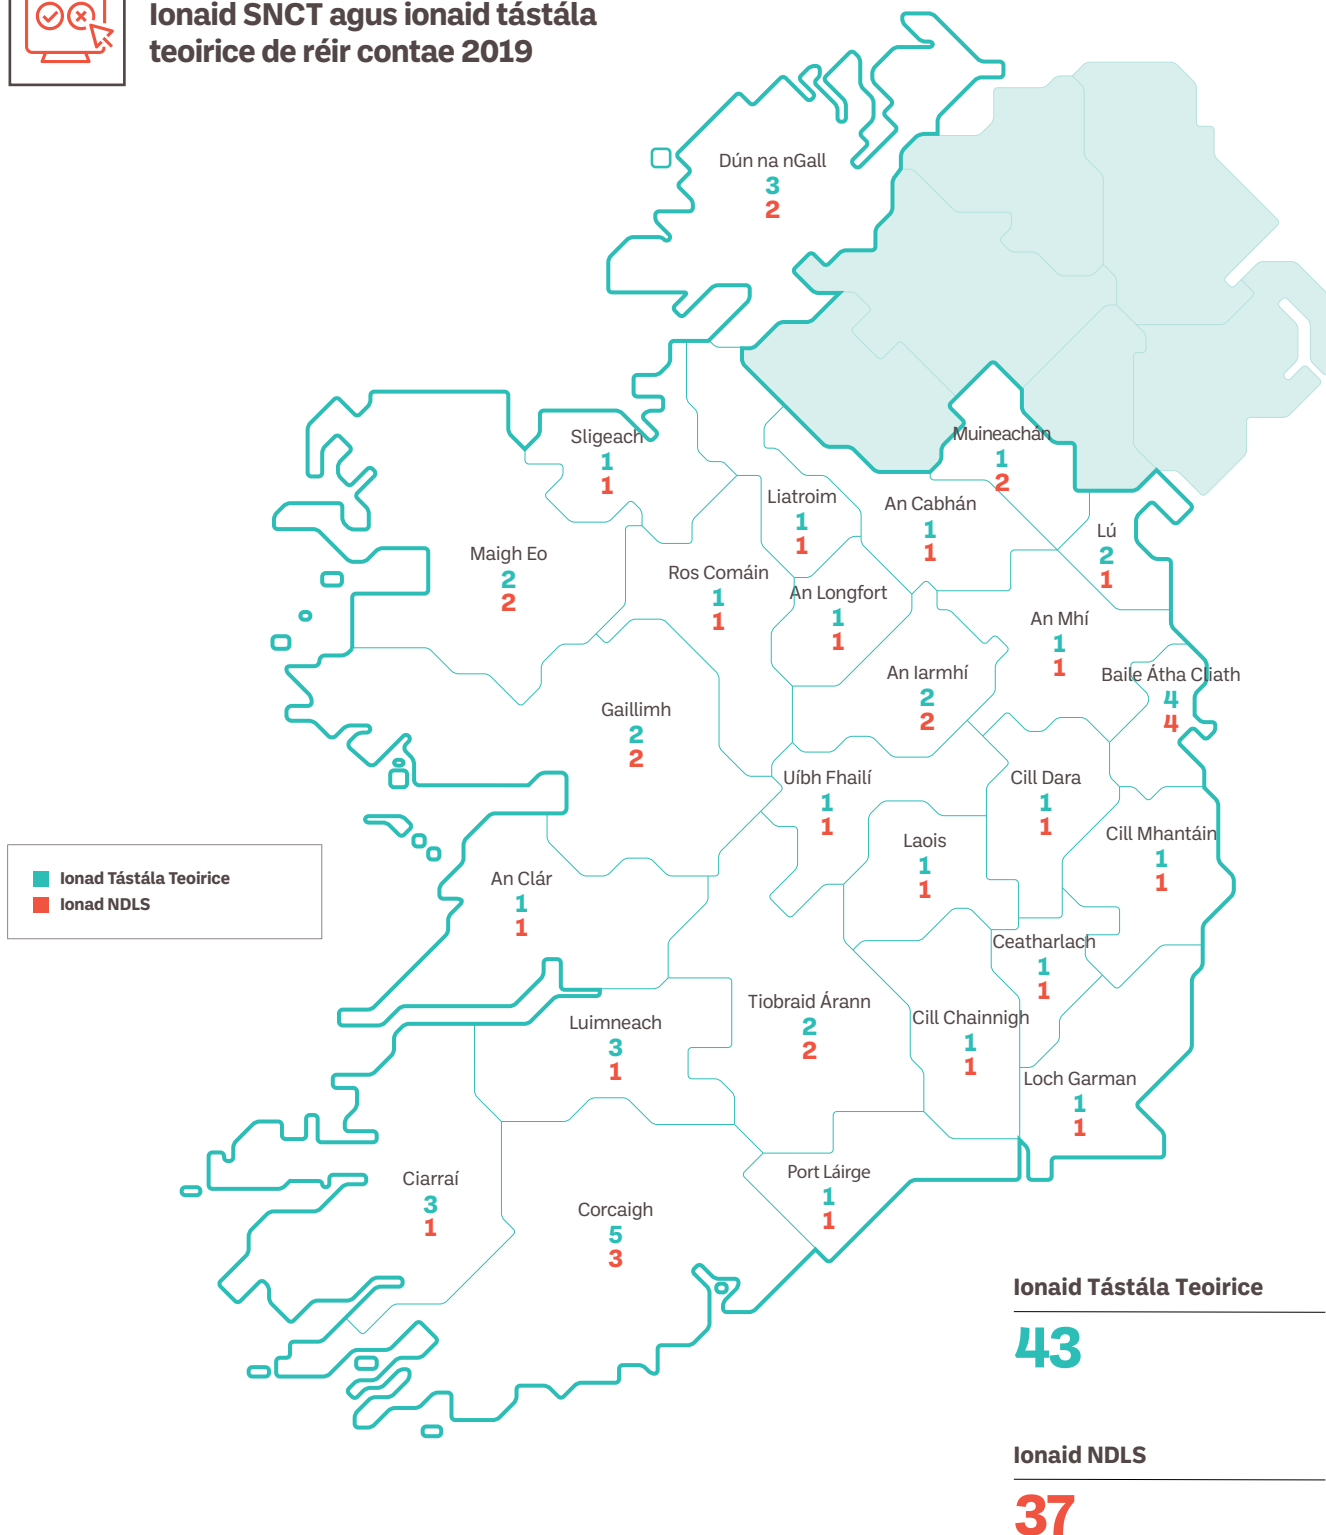 Ionaid SNCT agus ionaid tástála
teoirice de réir contae 2019
Dún na nGall
3
2
Sligeach
1
1
Muineachán
1
2
Liatroim
1
1
An Cabhán
1
1
Lú
2
1
Maigh Eo
2
2
Ros Comáin
1
1
An Longfort
1
1
An Mhí
1
1
An Iarmhí
2
2
Baile Átha Cliath
4
4
Gaillimh
2
2
Uíbh Fhailí
1
1
Cill Dara
1
1
Laois
1
1
Cill Mhantáin
1
1
Ionad Tástála Teoirice
Ionad NDLS
An Clár
1
1
Ceatharlach
1
1
Tiobraid Árann
2
2
Luimneach
3
1
Cill Chainnigh
1
1
Loch Garman
1
1
Ciarraí
3
1
Corcaigh
5
3
Port Láirge
1
1
Ionaid Tástála Teoirice
43
Ionaid NDLS
37